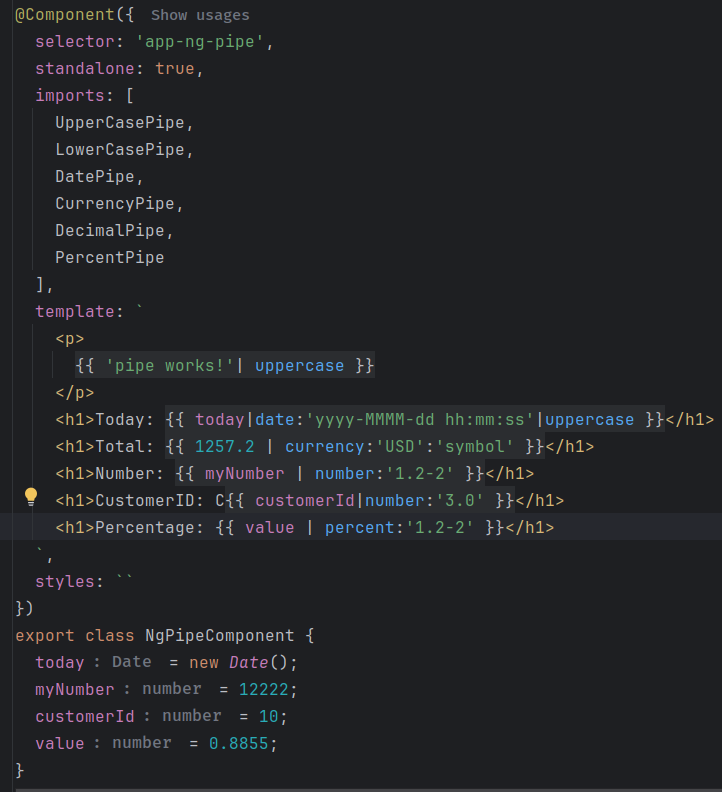 @Component({ Show usages
  selector: 'app-ng-pipe',
  standalone: true,
  imports: [
    UpperCasePipe,
    LowerCasePipe,
    DatePipe,
    CurrencyPipe,
    DecimalPipe,
    PercentPipe
  ],
  template: `
    <p>
      {{ 'pipe works!'| uppercase }}
    </p>
    <h1>Today: {{ today|date:'yyyy-MMMM-dd hh:mm:ss'|uppercase }}</h1>
    <h1>Total: {{ 1257.2 | currency:'USD':'symbol' }}</h1>
    <h1>Number: {{ myNumber | number:'1.2-2' }}</h1>
    <h1>CustomerID: C{{ customerId|number:'3.0' }}</h1>
    <h1>Percentage: {{ value | percent:'1.2-2' }}</h1>
  `,
  styles: ``
})
export class NgPipeComponent {
  today : Date = new Date();
  myNumber : number = 12222;
  customerId : number = 10;
  value : number = 0.8855;
}